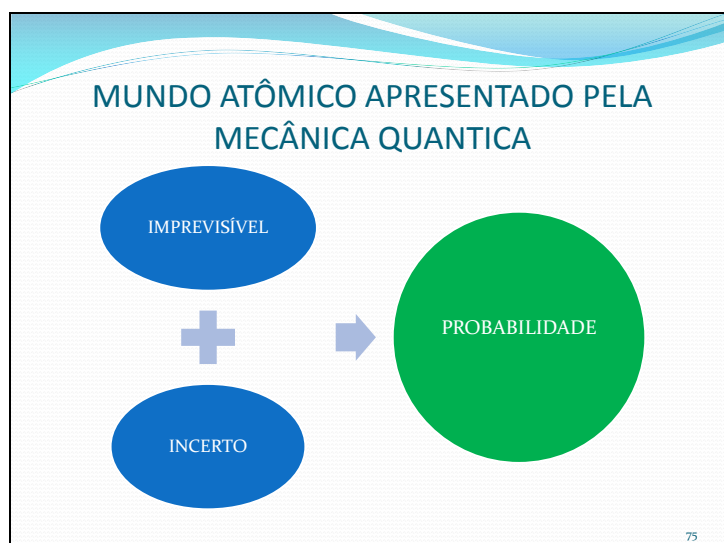 MUNDO ATÔMICO APRESENTADO PELA
MECÂNICA QUANTICA
IMPREVISÍVEL
INCERTO
PROBABILIDADE
75